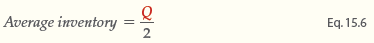 Average inventory = Q/2 Eq. 15.6